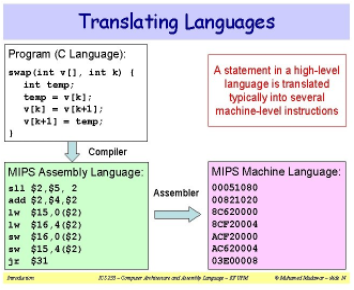 Translating Languages
Program (C Language):
swap(int v[], int k) {
int temp;
temp = v[k];
v[k] = v[k+1];
v[k+1] = temp;
}
A statement in a high-level
language is translated
typically into several
machine-level instructions
Compiler
MIPS Assembly Language:
sll $2,$5, 2
add $2,$4,$2
lw $15,0($2)
lw $16,4($2)
sw $16,0($2)
sw $15,4($2)
jr $31
Assembler
MIPS Machine Language:
00051080
00821020
8C620000
8CF20004
ACF20000
AC620004
03E00008
Introduction
Computer Architecture and Assembly Language – KFUPM
© Muhamed Mudawar – slide 14